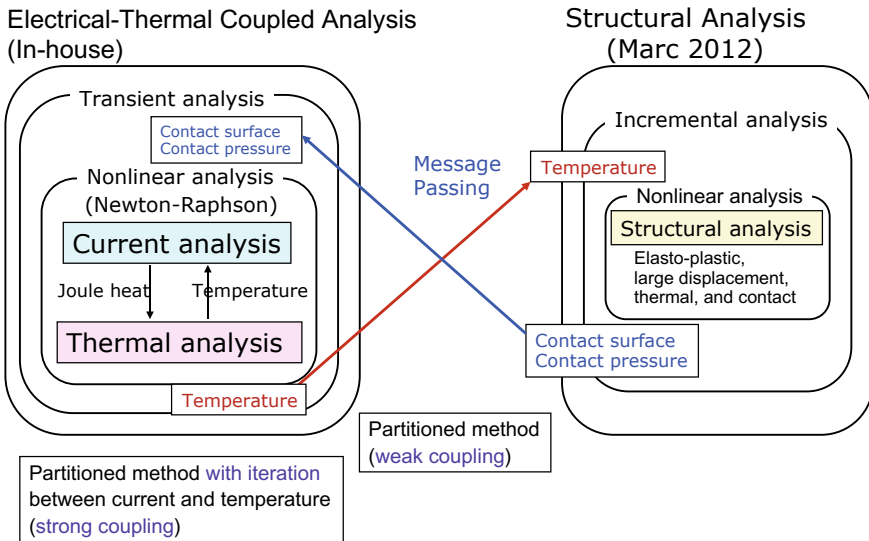 Electrical-Thermal Coupled Analysis
(In-house)
Transient analysis
Contact surface
Contact pressure
Nonlinear analysis
(Newton-Raphson)
Current analysis
Joule heat
Temperature
Thermal analysis
Temperature
Partitioned method with iteration
between current and temperature
(strong coupling)
Message
Passing
Partitioned method
(weak coupling)
Structural Analysis
(Marc 2012)
Incremental analysis
Temperature
Nonlinear analysis
Structural analysis
Elasto-plastic,
large displacement,
thermal, and contact
Contact surface
Contact pressure